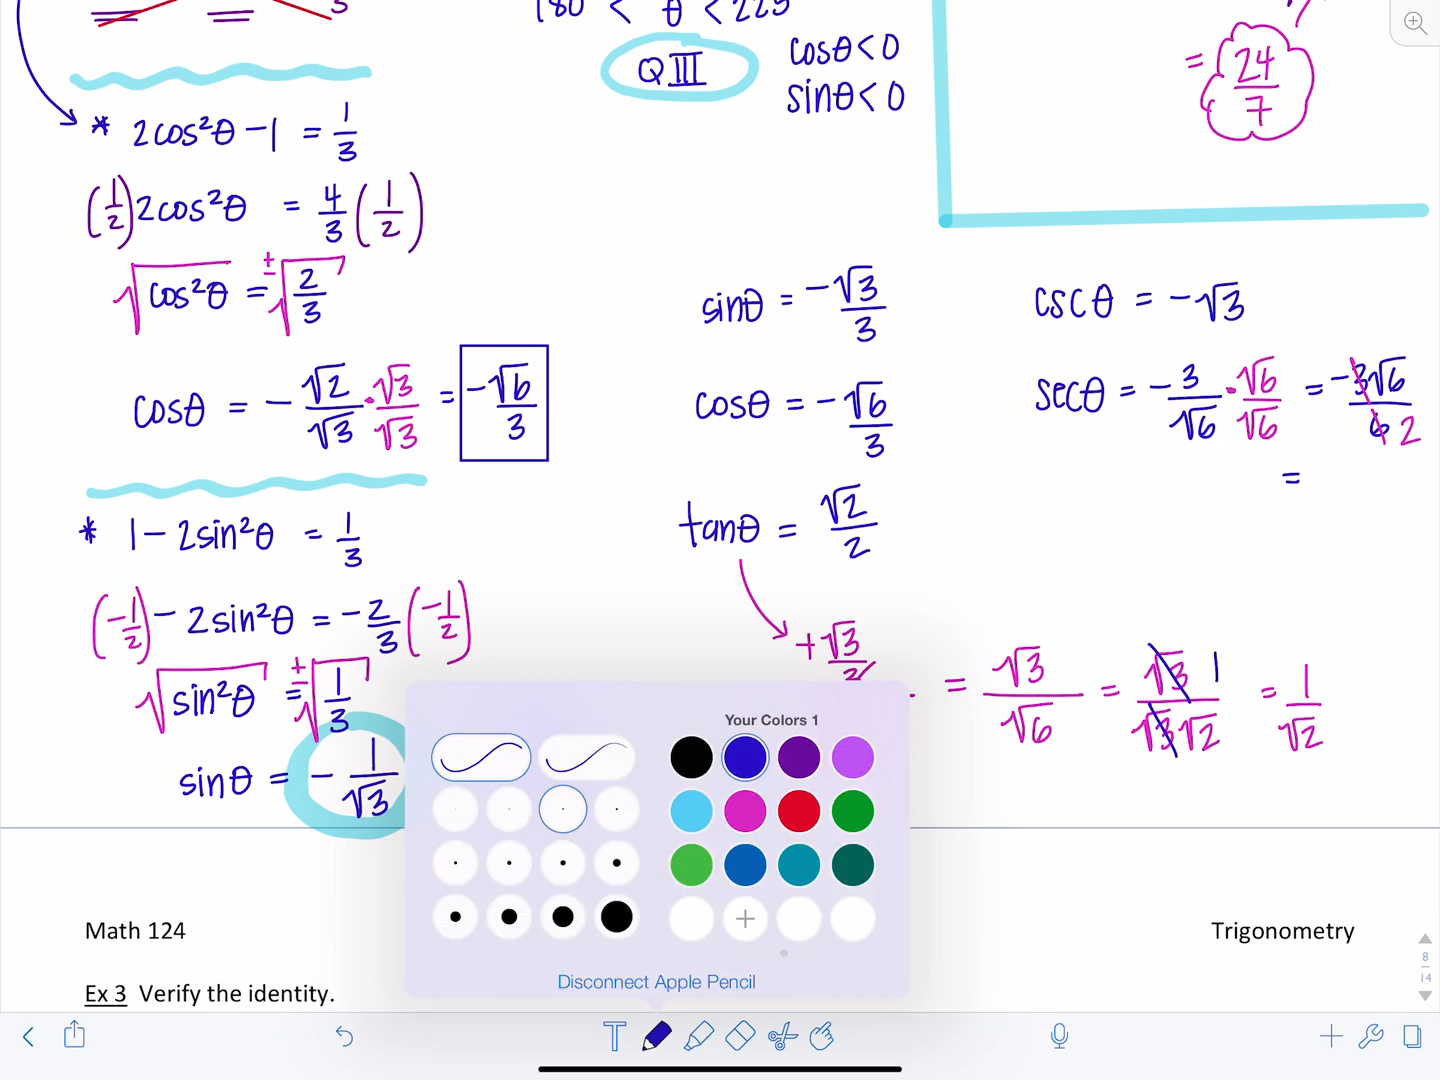 180 < θ < 225
QIII
cosθ < 0
sinθ < 0
= 24/7
* 2cos²θ - 1 = 1/3
(1/2) 2cos²θ = 4/3 (1/2)
√cos²θ = ±√2/3
cosθ = - √2/√3 · √3/√3 = -√6/3
* 1 - 2sin²θ = 1/3
(-1/2) - 2sin²θ = -2/3 (-1/2)
√sin²θ = ±√1/3
sinθ = - 1/√3
sinθ = -√3/3
cosθ = -√6/3
tanθ = √2/2
+√3/3 = √3/√6 = √3 1/√3√2 = 1/√2
cscθ = -√3
secθ = -3/√6 · √6/√6 = -3√6/6 2
=
Your Colors 1
Disconnect Apple Pencil
Math 124
Trigonometry
Ex 3 Verify the identity.
8
14
T